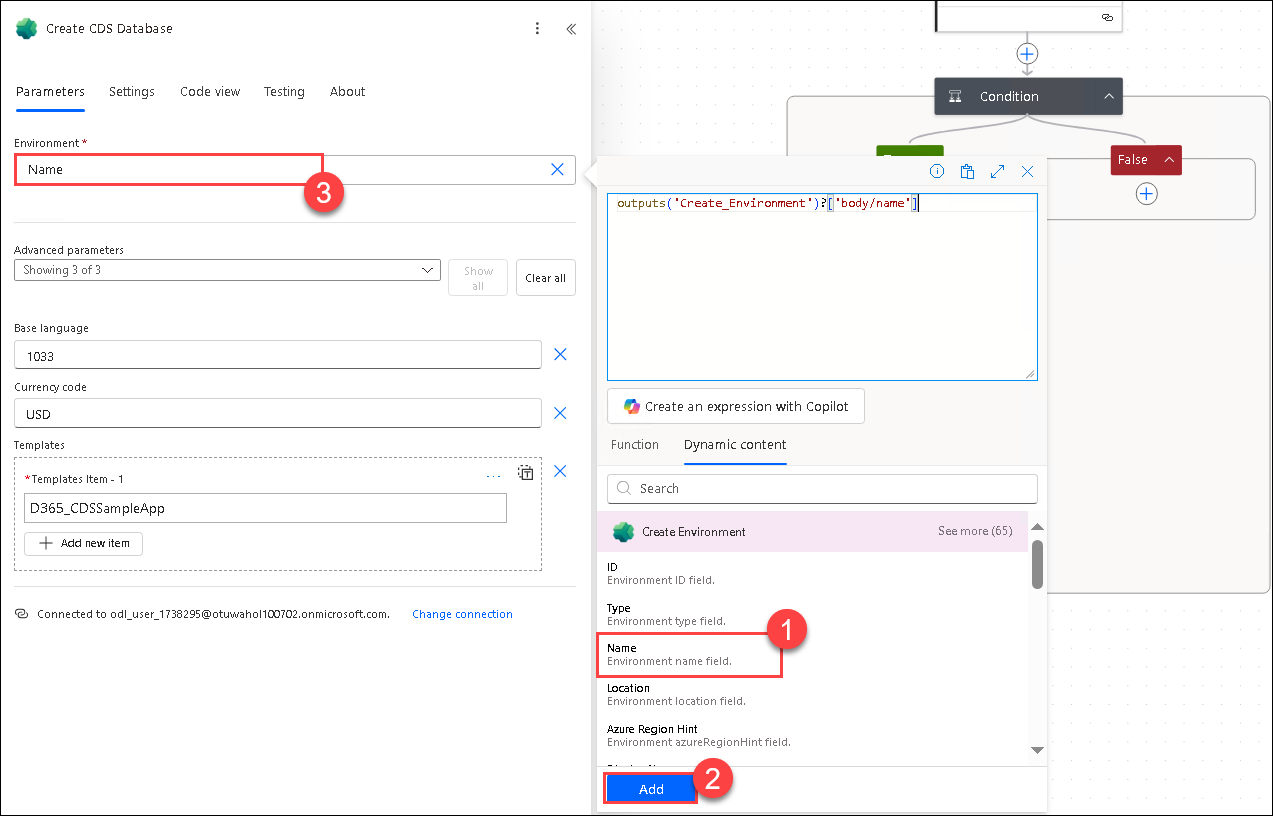 Create CDS Database
Parameters
Settings
Code view
Testing
About
Environment *
Name
3
Advanced parameters
Showing 3 of 3
Show
all
Clear all
Base language
1033
Currency code
USD
Templates
*Templates Item - 1
D365_CDSSampleApp
Add new item
Connected to odl_user_1738295@otuwahol100702.onmicrosoft.com.
Change connection
Condition
False
outputs('Create_Environment')?['body/name']
Create an expression with Copilot
Function
Dynamic content
Search
Create Environment
See more (65)
ID
Environment ID field.
Type
Environment type field.
1
Name
Environment name field.
Location
Environment location field.
Azure Region Hint
Environment azureRegionHint field.
Add
2